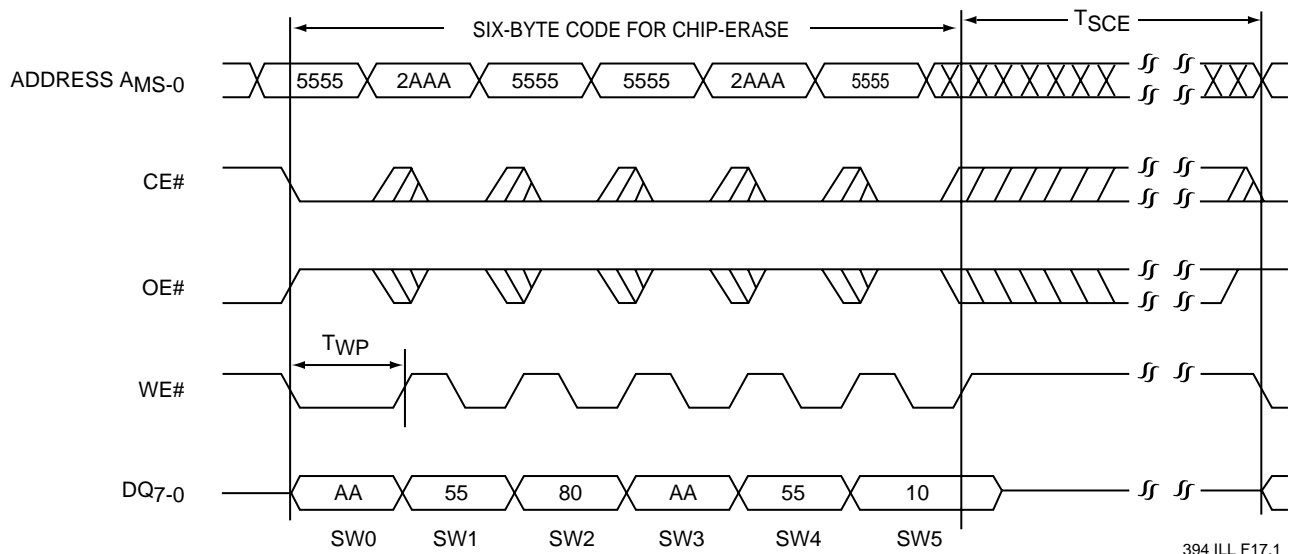 SIX-BYTE CODE FOR CHIP-ERASE
TSCE
ADDRESS AMS-0
5555 2AAA 5555 5555 2AAA 5555
CE#
OE#
TWP
WE#
DQ7-0
AA 55 80 AA 55 10
SW0 SW1 SW2 SW3 SW4 SW5
394 ILL F17.1